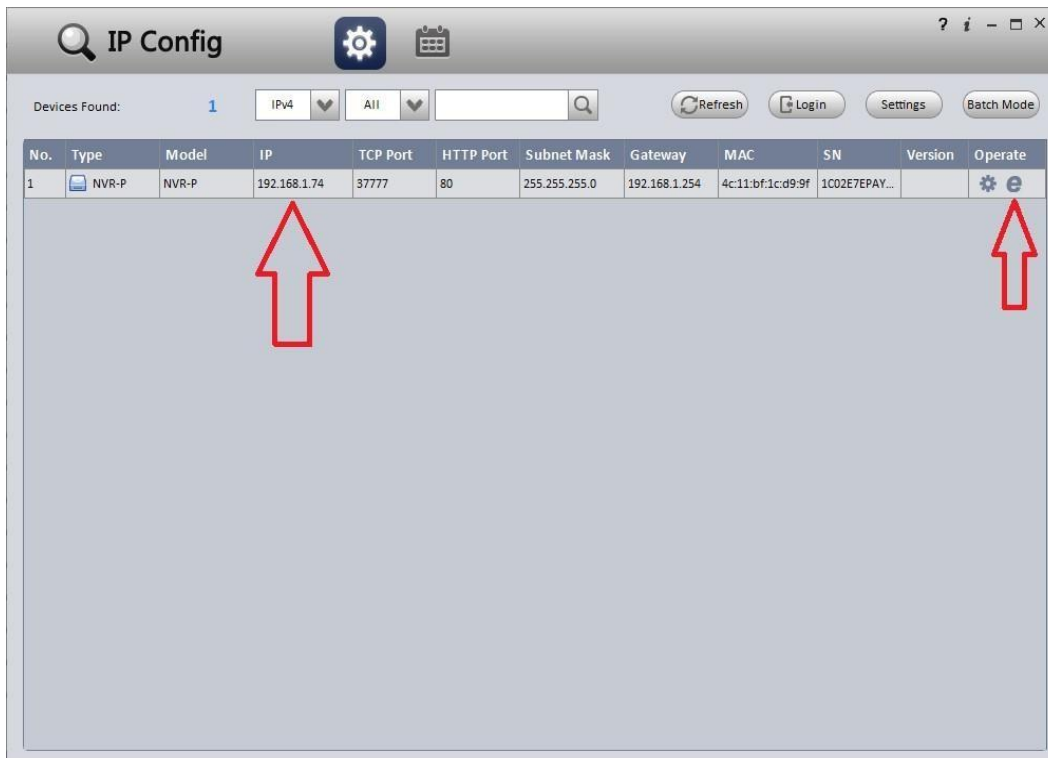 IP Config
? i
Devices Found: 1 IPv4 All Refresh Login Settings Batch Mode
No. Type Model IP TCP Port HTTP Port Subnet Mask Gateway MAC SN Version Operate
1 NVR-P NVR-P 192.168.1.74 37777 80 255.255.255.0 192.168.1.254 4c:11:bf:1c:d9:9f 1C02E7EPAY... e